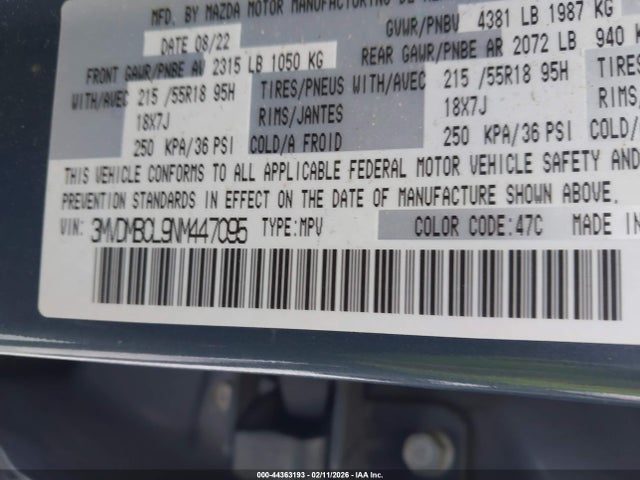 MFD. BY MAZDA MOTOR MANUFACTURING DE
DATE 08/22 GVWR/PNBV 4381 LB 1987 KG
FRONT GAWR/PNBE AV 2315 LB 1050 KG REAR GAWR/PNBE AR 2072 LB 940
WITH/AVEC 215 /55R18 95H TIRES/PNEUS WITH/AVEC 215 /55R18 95H TIRES/
18X7J RIMS/JANTES 18X7J RIMS/
250 KPA/36 PSI COLD/A FROID 250 KPA/36 PSI COLD/
THIS VEHICLE CONFORMS TO ALL APPLICABLE FEDERAL MOTOR VEHICLE SAFETY AND
PREVENTION STANDARDS IN EFFECT ON THE DATE OF MANUFACTURE SHOWN ABOVE.
VIN: 3MVDMBCL9NM447095 TYPE: MPV COLOR CODE: 47C MADE IN
000-44363193 - 02/11/2026 - IAA Inc.